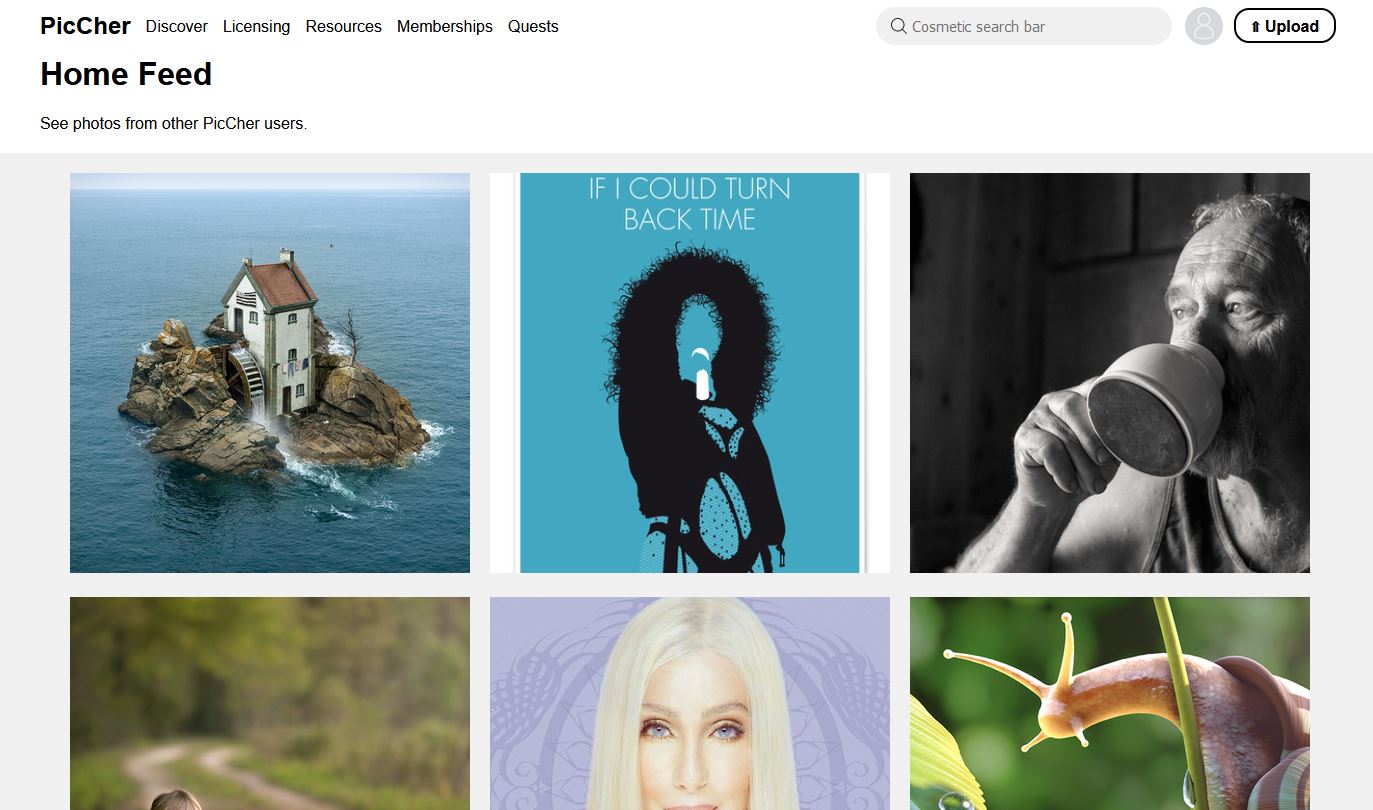 PicCher Discover Licensing Resources Memberships Quests Cosmetic search bar ⇑ Upload
Home Feed
See photos from other PicCher users.
IF I COULD TURN
BACK TIME